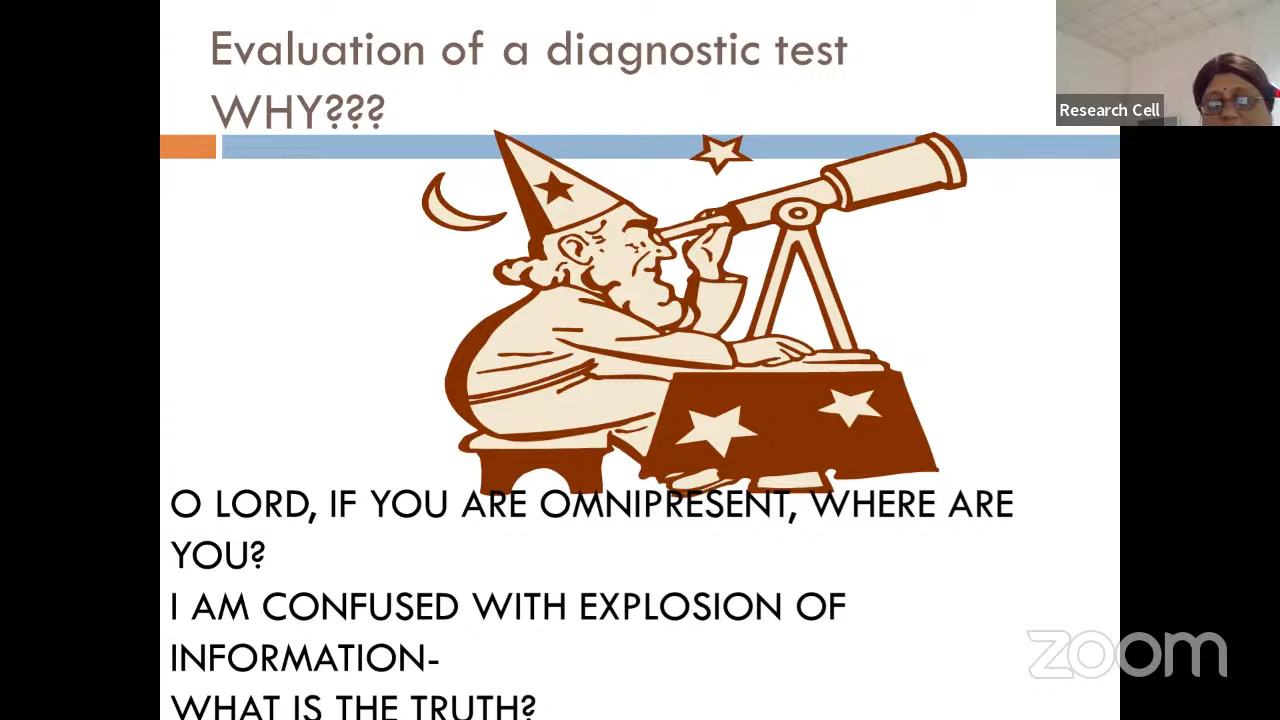 Evaluation of a diagnostic test
WHY???
Research Cell
O LORD, IF YOU ARE OMNIPRESENT, WHERE ARE
YOU?
I AM CONFUSED WITH EXPLOSION OF
INFORMATION-
WHAT IS THE TRUTH?
zoom